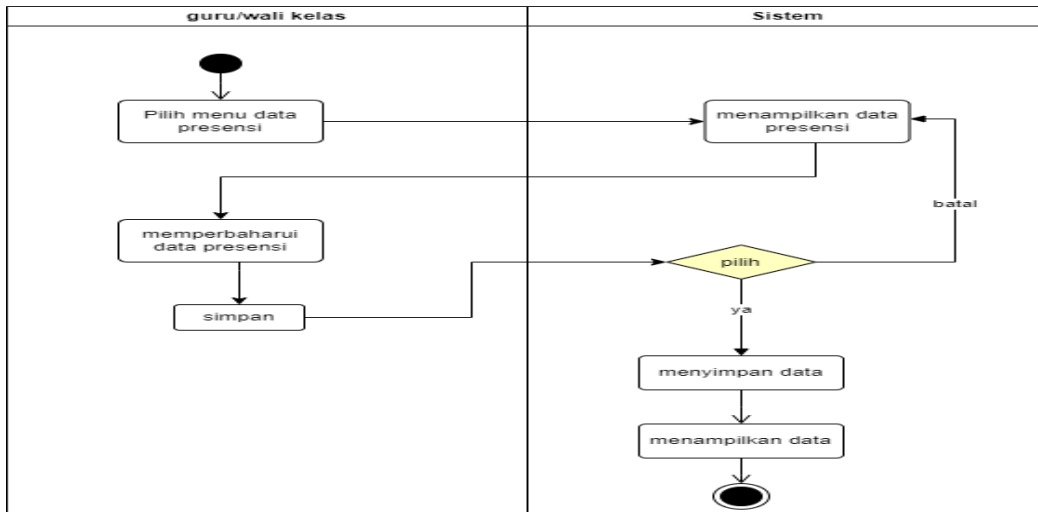 guru/wali kelas
Sistem
Pilih menu data
presensi
menampilkan data
presensi
memperbaharui
data presensi
batal
pilih
simpan
ya
menyimpan data
menampilkan data